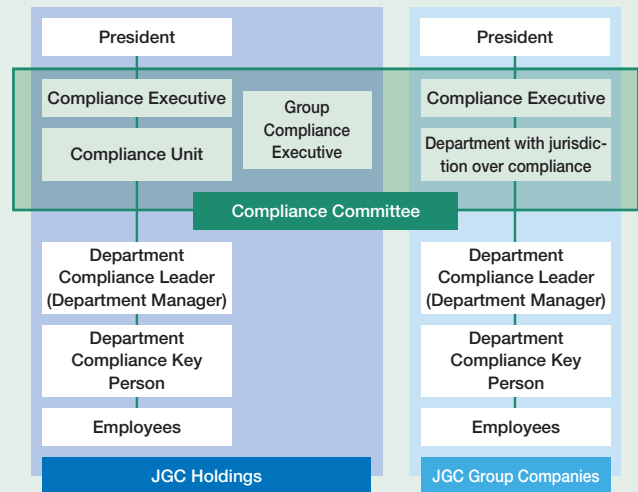 President
Compliance Executive
Compliance Unit
Group
Compliance
Executive
Department
Compliance Leader
(Department Manager)
Department
Compliance Key
Person
Employees
JGC Holdings
Compliance Committee
President
Compliance Executive
Department with jurisdic-
tion over compliance
Department
Compliance Leader
(Department Manager)
Department
Compliance Key
Person
Employees
JGC Group Companies